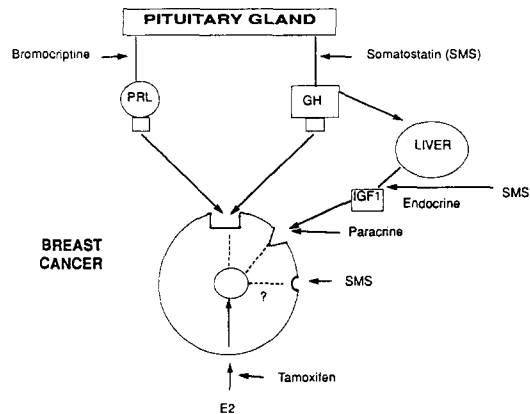 PITUITARY GLAND
Bromocriptine
Somatostatin (SMS)
PRL
GH
LIVER
IGF1
SMS
Endocrine
Paracrine
BREAST
CANCER
SMS
?
Tamoxifen
E2